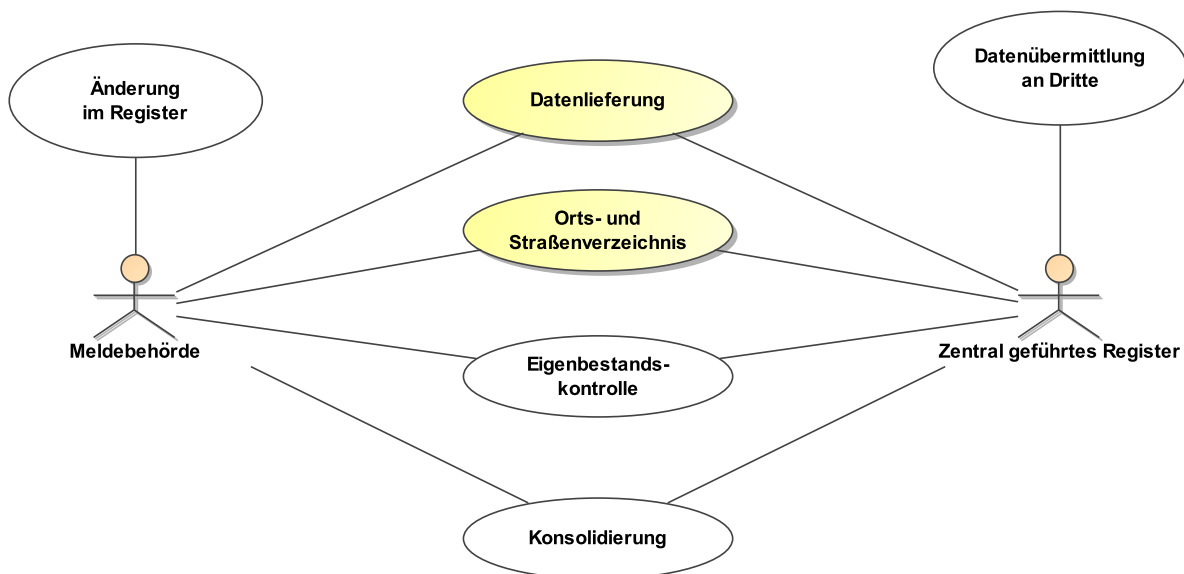 Änderung
im Register
Datenlieferung
Datenübermittlung
an Dritte
Orts- und
Straßenverzeichnis
Meldebehörde
Zentral geführtes Register
Eigenbestands-
kontrolle
Konsolidierung